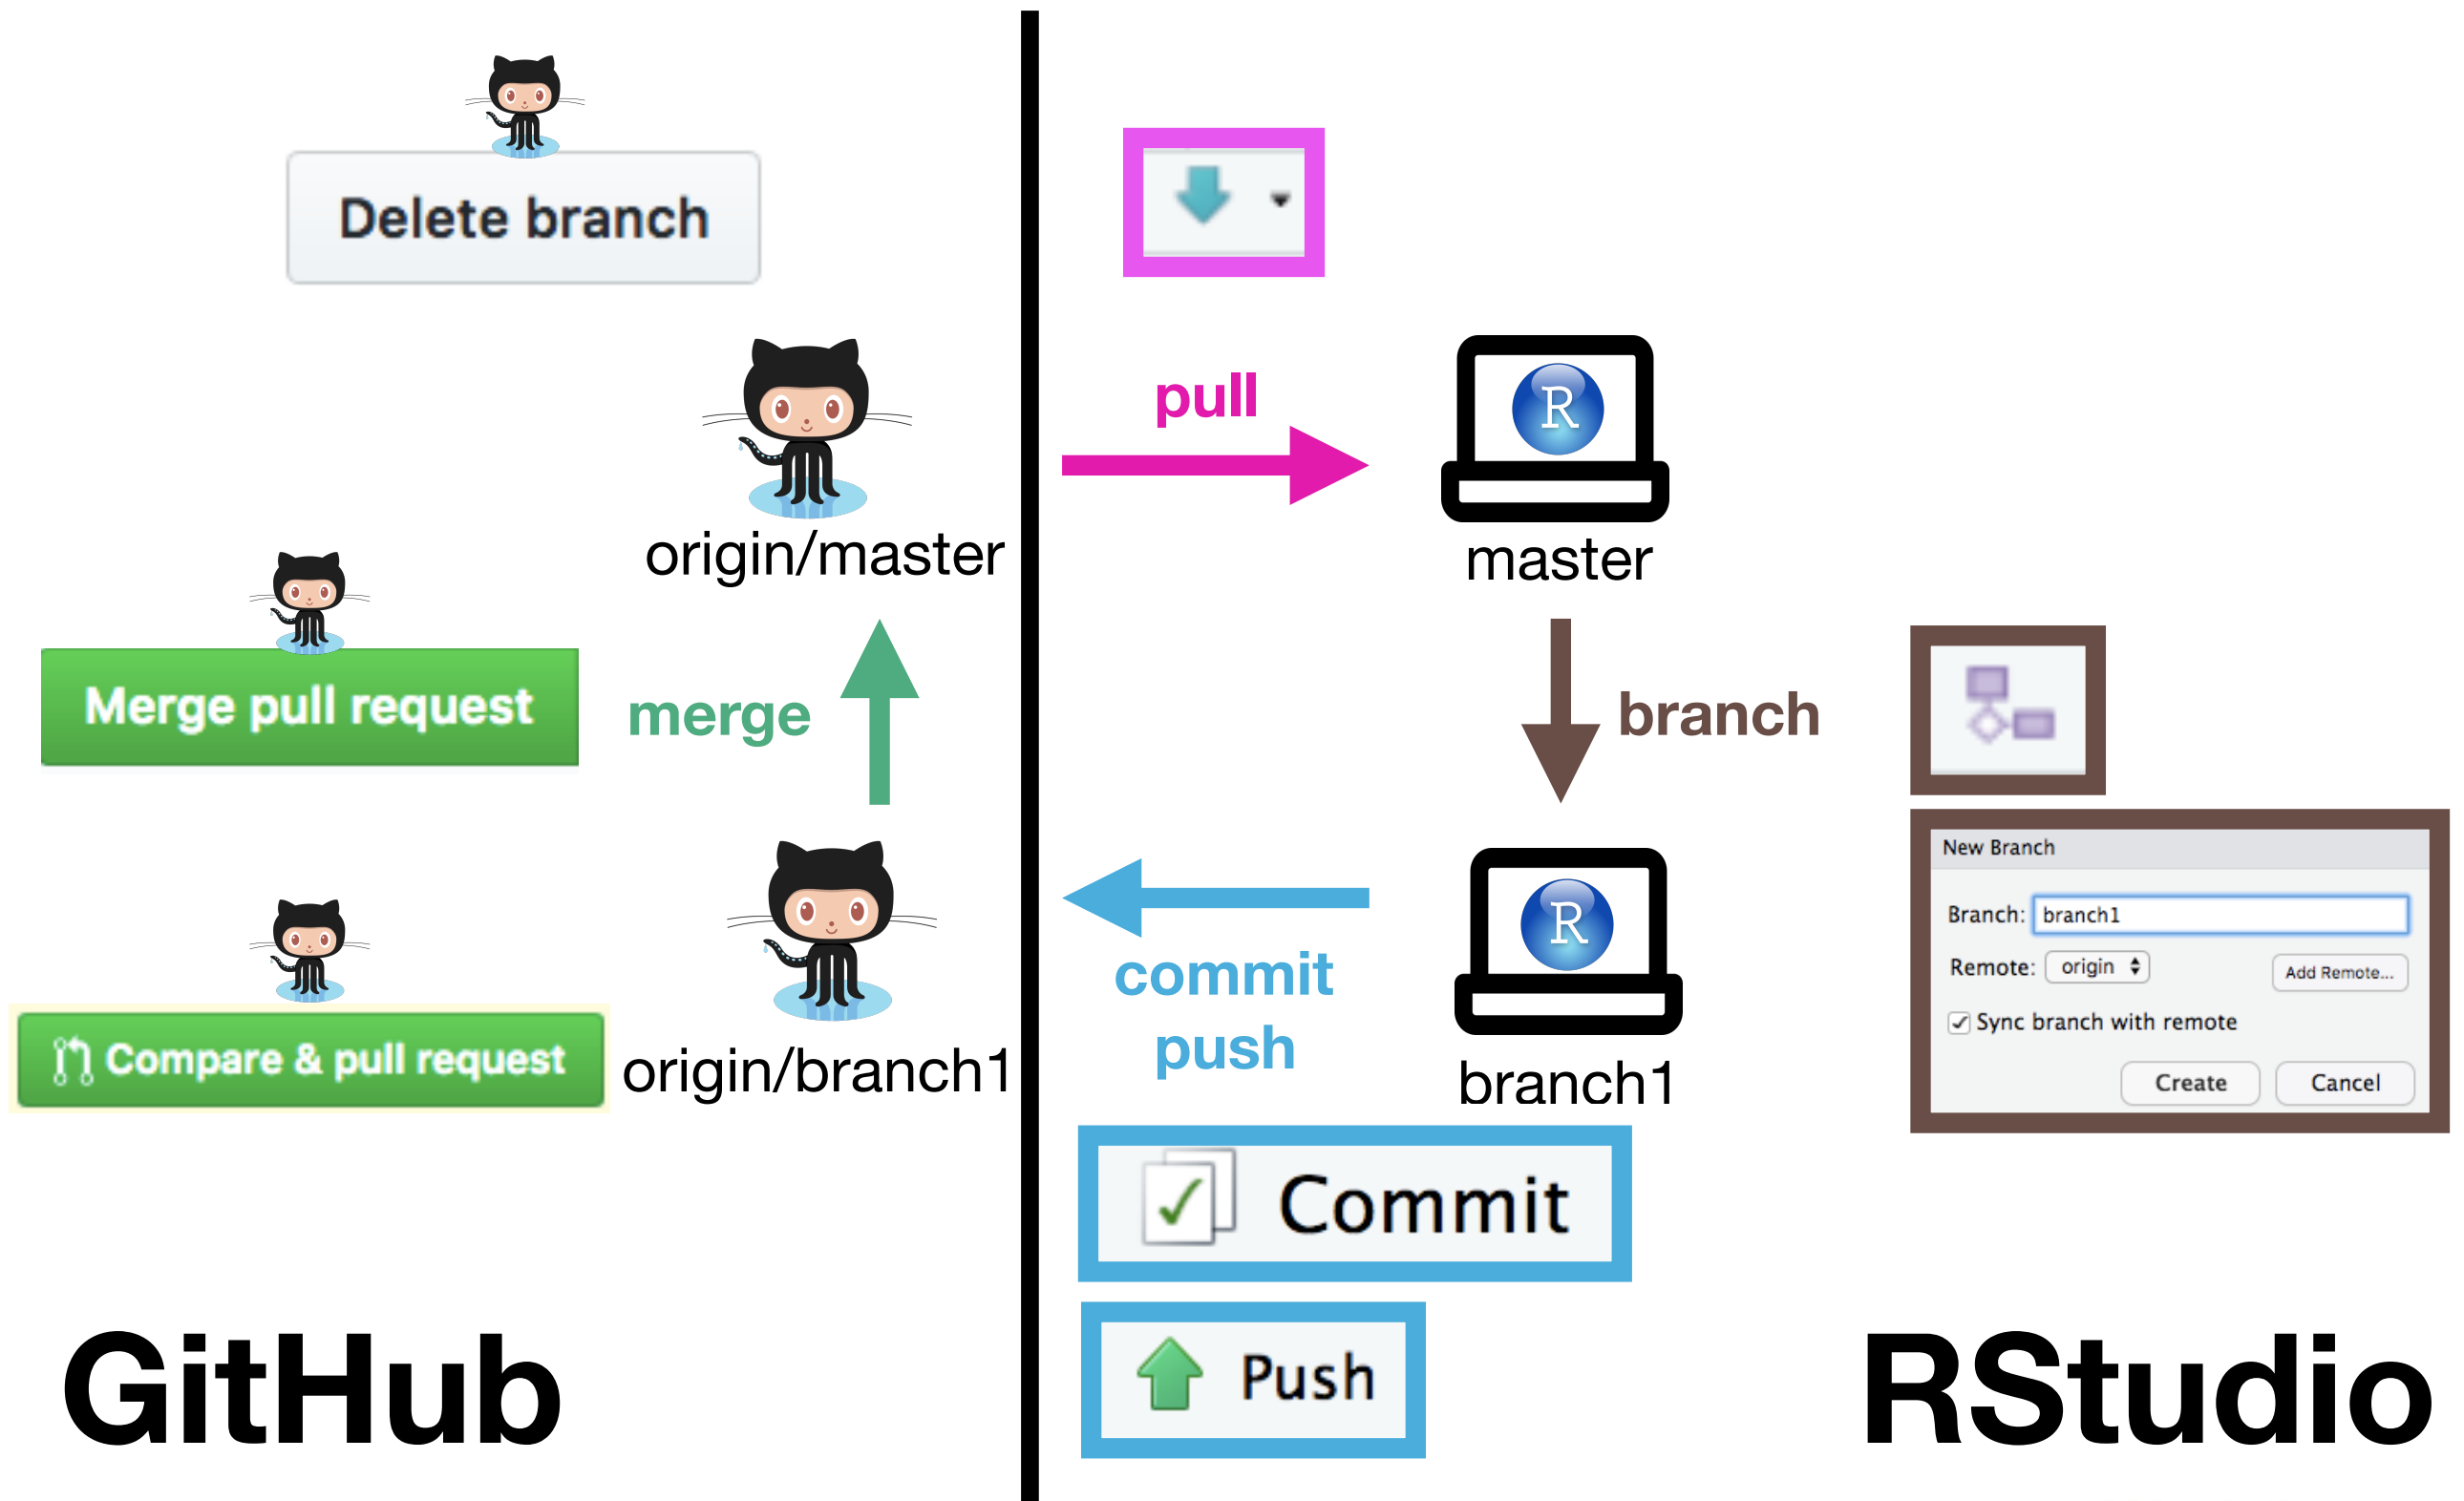 Delete branch
pull
R
origin/master
master
Merge pull request
merge
branch
New Branch
Branch: branch1
Remote: origin Add Remote...
Sync branch with remote
Create Cancel
R
Compare & pull request
origin/branch1
commit
push
branch1
Commit
Push
GitHub
RStudio